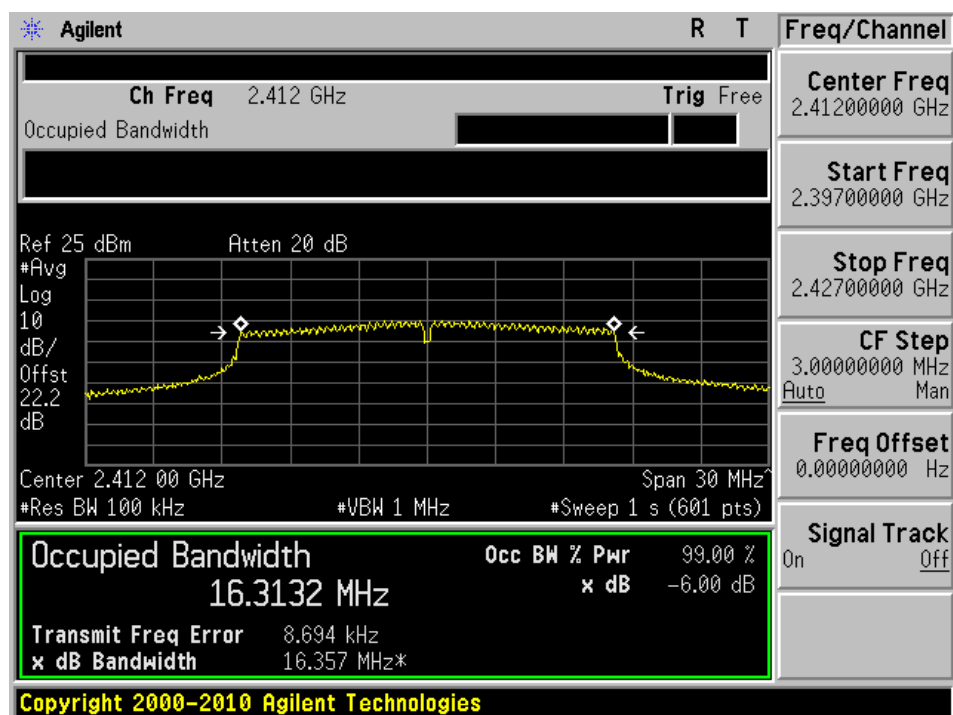 Agilent R T
Ch Freq 2.412 GHz Trig Free
Occupied Bandwidth
Ref 25 dBm Atten 20 dB
#Avg
Log
10
dB/
Offst
22.2
dB
Center 2.412 00 GHz Span 30 MHz^
#Res BW 100 kHz #VBW 1 MHz #Sweep 1 s (601 pts)
Occupied Bandwidth
16.3132 MHz
Occ BW % Pwr 99.00 %
x dB -6.00 dB
Transmit Freq Error 8.694 kHz
x dB Bandwidth 16.357 MHz*
Copyright 2000-2010 Agilent Technologies
Freq/Channel
Center Freq
2.41200000 GHz
Start Freq
2.39700000 GHz
Stop Freq
2.42700000 GHz
CF Step
3.00000000 MHz
Auto Man
Freq Offset
0.00000000 Hz
Signal Track
On Off